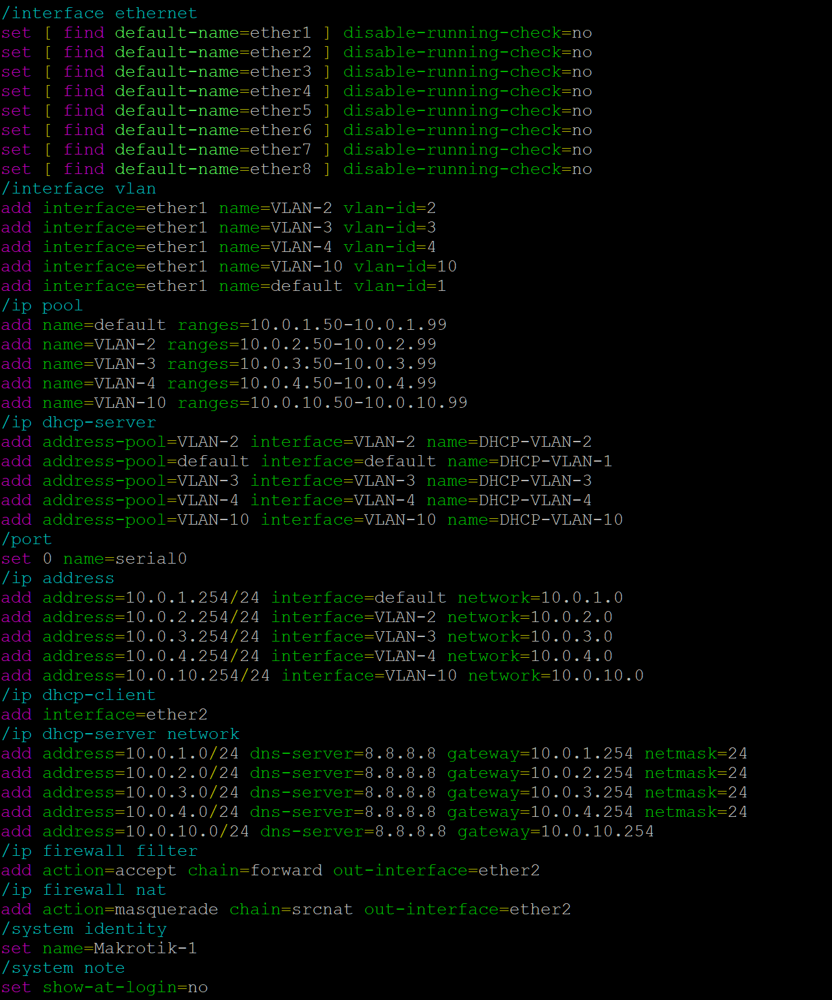 /interface ethernet
set [ find default-name=ether1 ] disable-running-check=no
set [ find default-name=ether2 ] disable-running-check=no
set [ find default-name=ether3 ] disable-running-check=no
set [ find default-name=ether4 ] disable-running-check=no
set [ find default-name=ether5 ] disable-running-check=no
set [ find default-name=ether6 ] disable-running-check=no
set [ find default-name=ether7 ] disable-running-check=no
set [ find default-name=ether8 ] disable-running-check=no
/interface vlan
add interface=ether1 name=VLAN-2 vlan-id=2
add interface=ether1 name=VLAN-3 vlan-id=3
add interface=ether1 name=VLAN-4 vlan-id=4
add interface=ether1 name=VLAN-10 vlan-id=10
add interface=ether1 name=default vlan-id=1
/ip pool
add name=default ranges=10.0.1.50-10.0.1.99
add name=VLAN-2 ranges=10.0.2.50-10.0.2.99
add name=VLAN-3 ranges=10.0.3.50-10.0.3.99
add name=VLAN-4 ranges=10.0.4.50-10.0.4.99
add name=VLAN-10 ranges=10.0.10.50-10.0.10.99
/ip dhcp-server
add address-pool=VLAN-2 interface=VLAN-2 name=DHCP-VLAN-2
add address-pool=default interface=default name=DHCP-VLAN-1
add address-pool=VLAN-3 interface=VLAN-3 name=DHCP-VLAN-3
add address-pool=VLAN-4 interface=VLAN-4 name=DHCP-VLAN-4
add address-pool=VLAN-10 interface=VLAN-10 name=DHCP-VLAN-10
/port
set 0 name=serial0
/ip address
add address=10.0.1.254/24 interface=default network=10.0.1.0
add address=10.0.2.254/24 interface=VLAN-2 network=10.0.2.0
add address=10.0.3.254/24 interface=VLAN-3 network=10.0.3.0
add address=10.0.4.254/24 interface=VLAN-4 network=10.0.4.0
add address=10.0.10.254/24 interface=VLAN-10 network=10.0.10.0
/ip dhcp-client
add interface=ether2
/ip dhcp-server network
add address=10.0.1.0/24 dns-server=8.8.8.8 gateway=10.0.1.254 netmask=24
add address=10.0.2.0/24 dns-server=8.8.8.8 gateway=10.0.2.254 netmask=24
add address=10.0.3.0/24 dns-server=8.8.8.8 gateway=10.0.3.254 netmask=24
add address=10.0.4.0/24 dns-server=8.8.8.8 gateway=10.0.4.254 netmask=24
add address=10.0.10.0/24 dns-server=8.8.8.8 gateway=10.0.10.254
/ip firewall filter
add action=accept chain=forward out-interface=ether2
/ip firewall nat
add action=masquerade chain=srcnat out-interface=ether2
/system identity
set name=Makrotik-1
/system note
set show-at-login=no